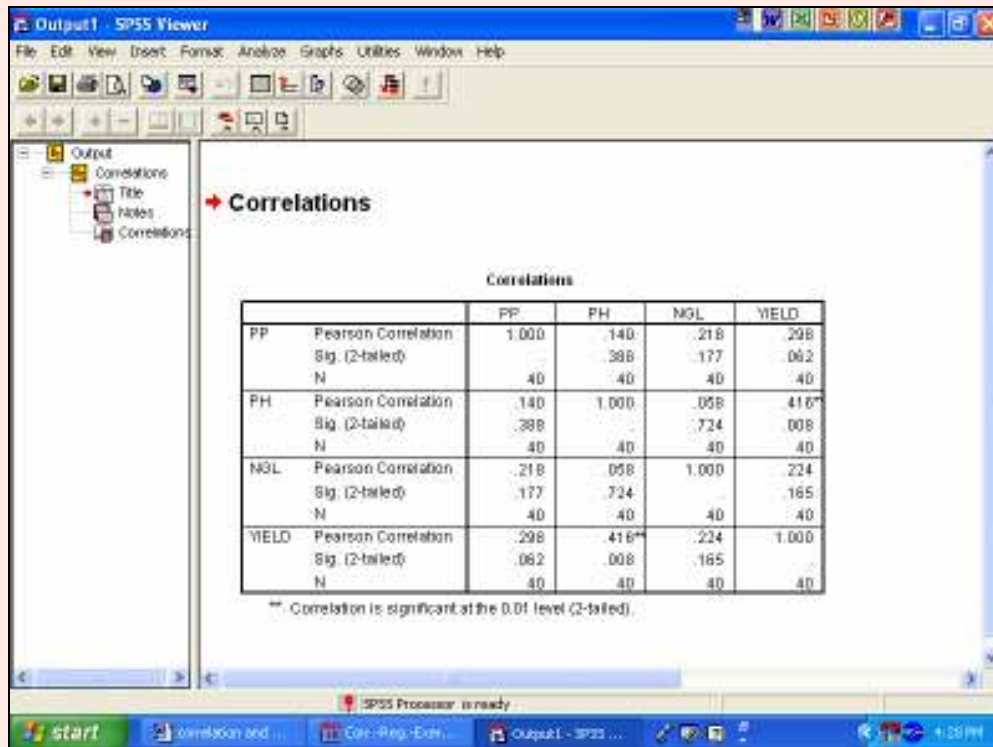 Output1 - SPSS Viewer
File Edit View Insert Format Analyze Graphs Utilities Window Help
Output
Correlations
Title
Notes
Correlations
Correlations
Correlations
PP PH NGL YIELD
PP Pearson Correlation 1.000 .140 .218 .298
Sig. (2-tailed) . .388 .177 .062
N 40 40 40 40
PH Pearson Correlation .140 1.000 .058 .416**
Sig. (2-tailed) .388 . .724 .008
N 40 40 40 40
NGL Pearson Correlation .218 .058 1.000 .224
Sig. (2-tailed) .177 .724 . .165
N 40 40 40 40
YIELD Pearson Correlation .298 .416** .224 1.000
Sig. (2-tailed) .062 .008 .165 .
N 40 40 40 40
** Correlation is significant at the 0.01 level (2-tailed).
SPSS Processor is ready
start
correlation and ...
Corr.-Reg.-Exer...
Output1 - SPSS ...
4:28 PM